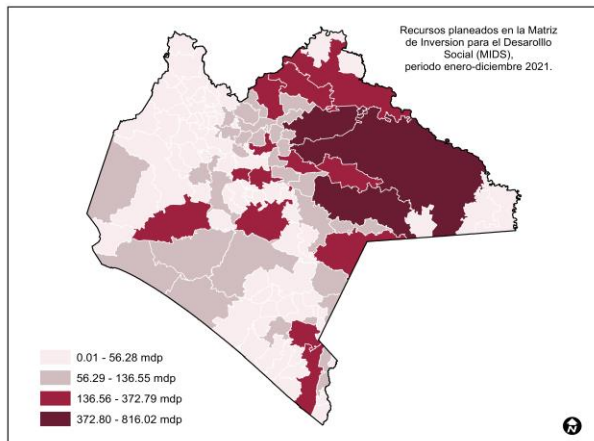 Recursos planeados en la Matriz
de Inversion para el Desarolllo
Social (MIDS),
periodo enero-diciembre 2021.
0.01 - 56.28 mdp
56.29 - 136.55 mdp
136.56 - 372.79 mdp
372.80 - 816.02 mdp
N